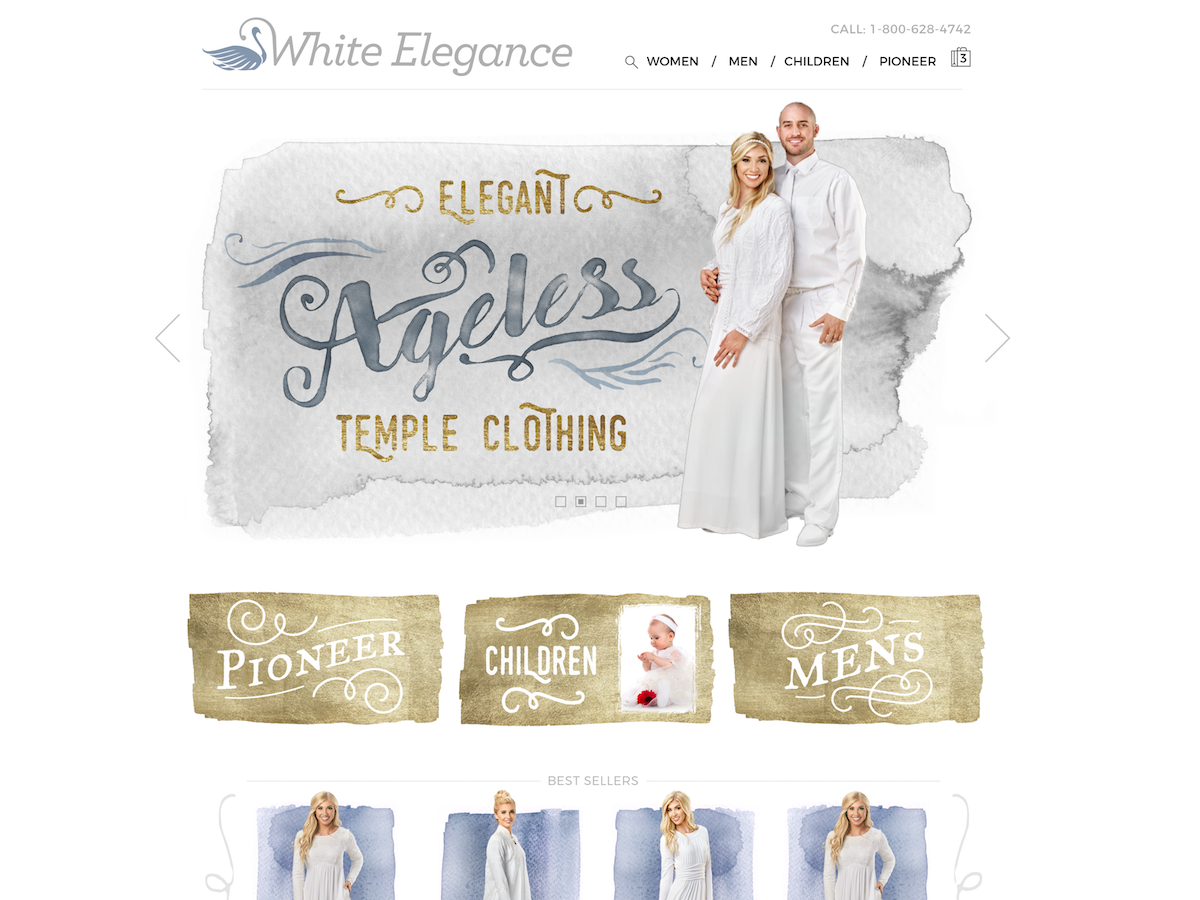 White Elegance
CALL: 1-800-628-4742
WOMEN / MEN / CHILDREN / PIONEER
3
ELEGANT
Ageless
TEMPLE CLOTHING
PIONEER
CHILDREN
MENS
BEST SELLERS